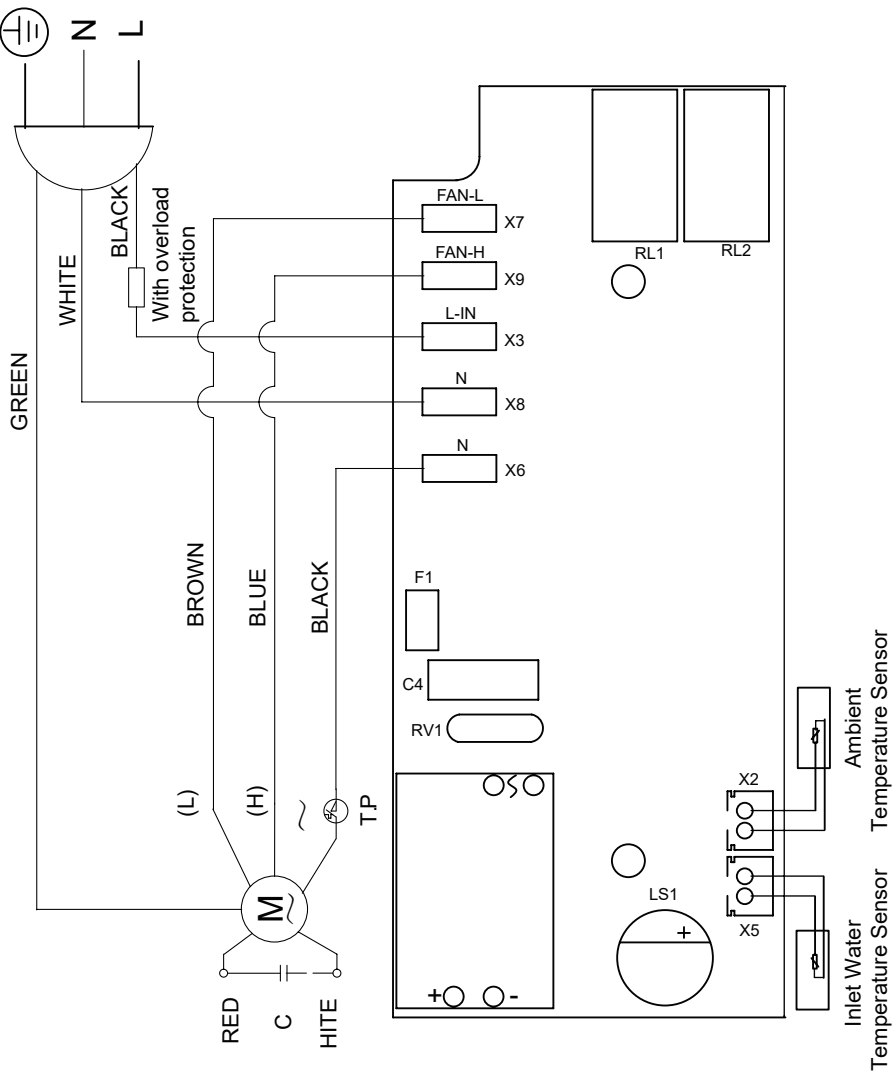 N
L
GREEN
WHITE
BLACK
With overload
protection
BROWN
BLUE
BLACK
(L)
(H)
~
T.P
M
~
RED
C
HITE
FAN-L
X7
FAN-H
X9
L-IN
X3
N
X8
N
X6
RL1
RL2
F1
C4
RV1
+
-
LS1
+
X2
X5
Ambient
Temperature Sensor
Inlet Water
Temperature Sensor